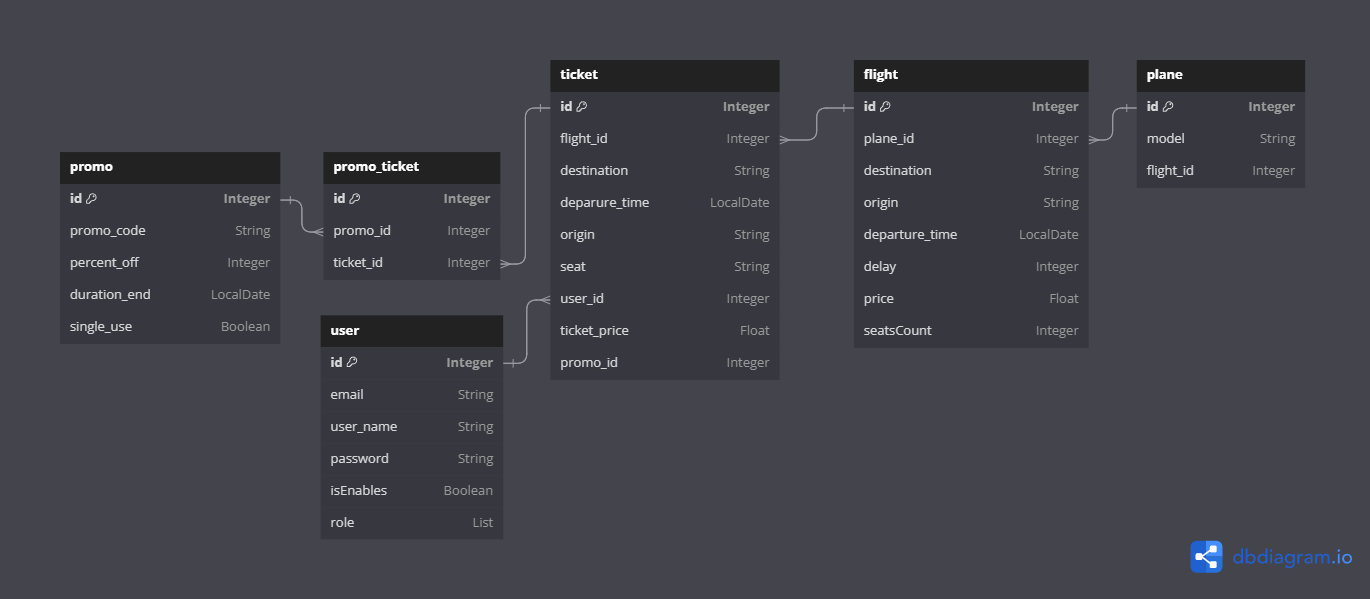 promo
id Integer
promo_code String
percent_off Integer
duration_end LocalDate
single_use Boolean
promo_ticket
id Integer
promo_id Integer
ticket_id Integer
user
id Integer
email String
user_name String
password String
isEnables Boolean
role List
ticket
id Integer
flight_id Integer
destination String
deparure_time LocalDate
origin String
seat String
user_id Integer
ticket_price Float
promo_id Integer
flight
id Integer
plane_id Integer
destination String
origin String
departure_time LocalDate
delay Integer
price Float
seatsCount Integer
plane
id Integer
model String
flight_id Integer
dbdiagram.io